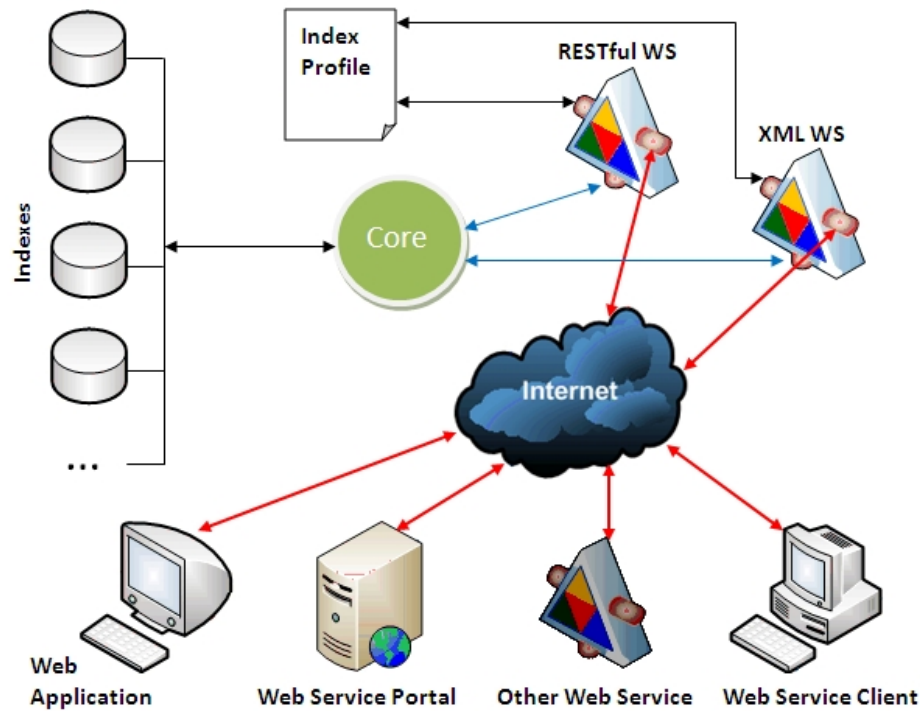 Index
Profile
RESTful WS
XML WS
Indexes
Core
Internet
...
Web
Application
Web Service Portal
Other Web Service
Web Service Client